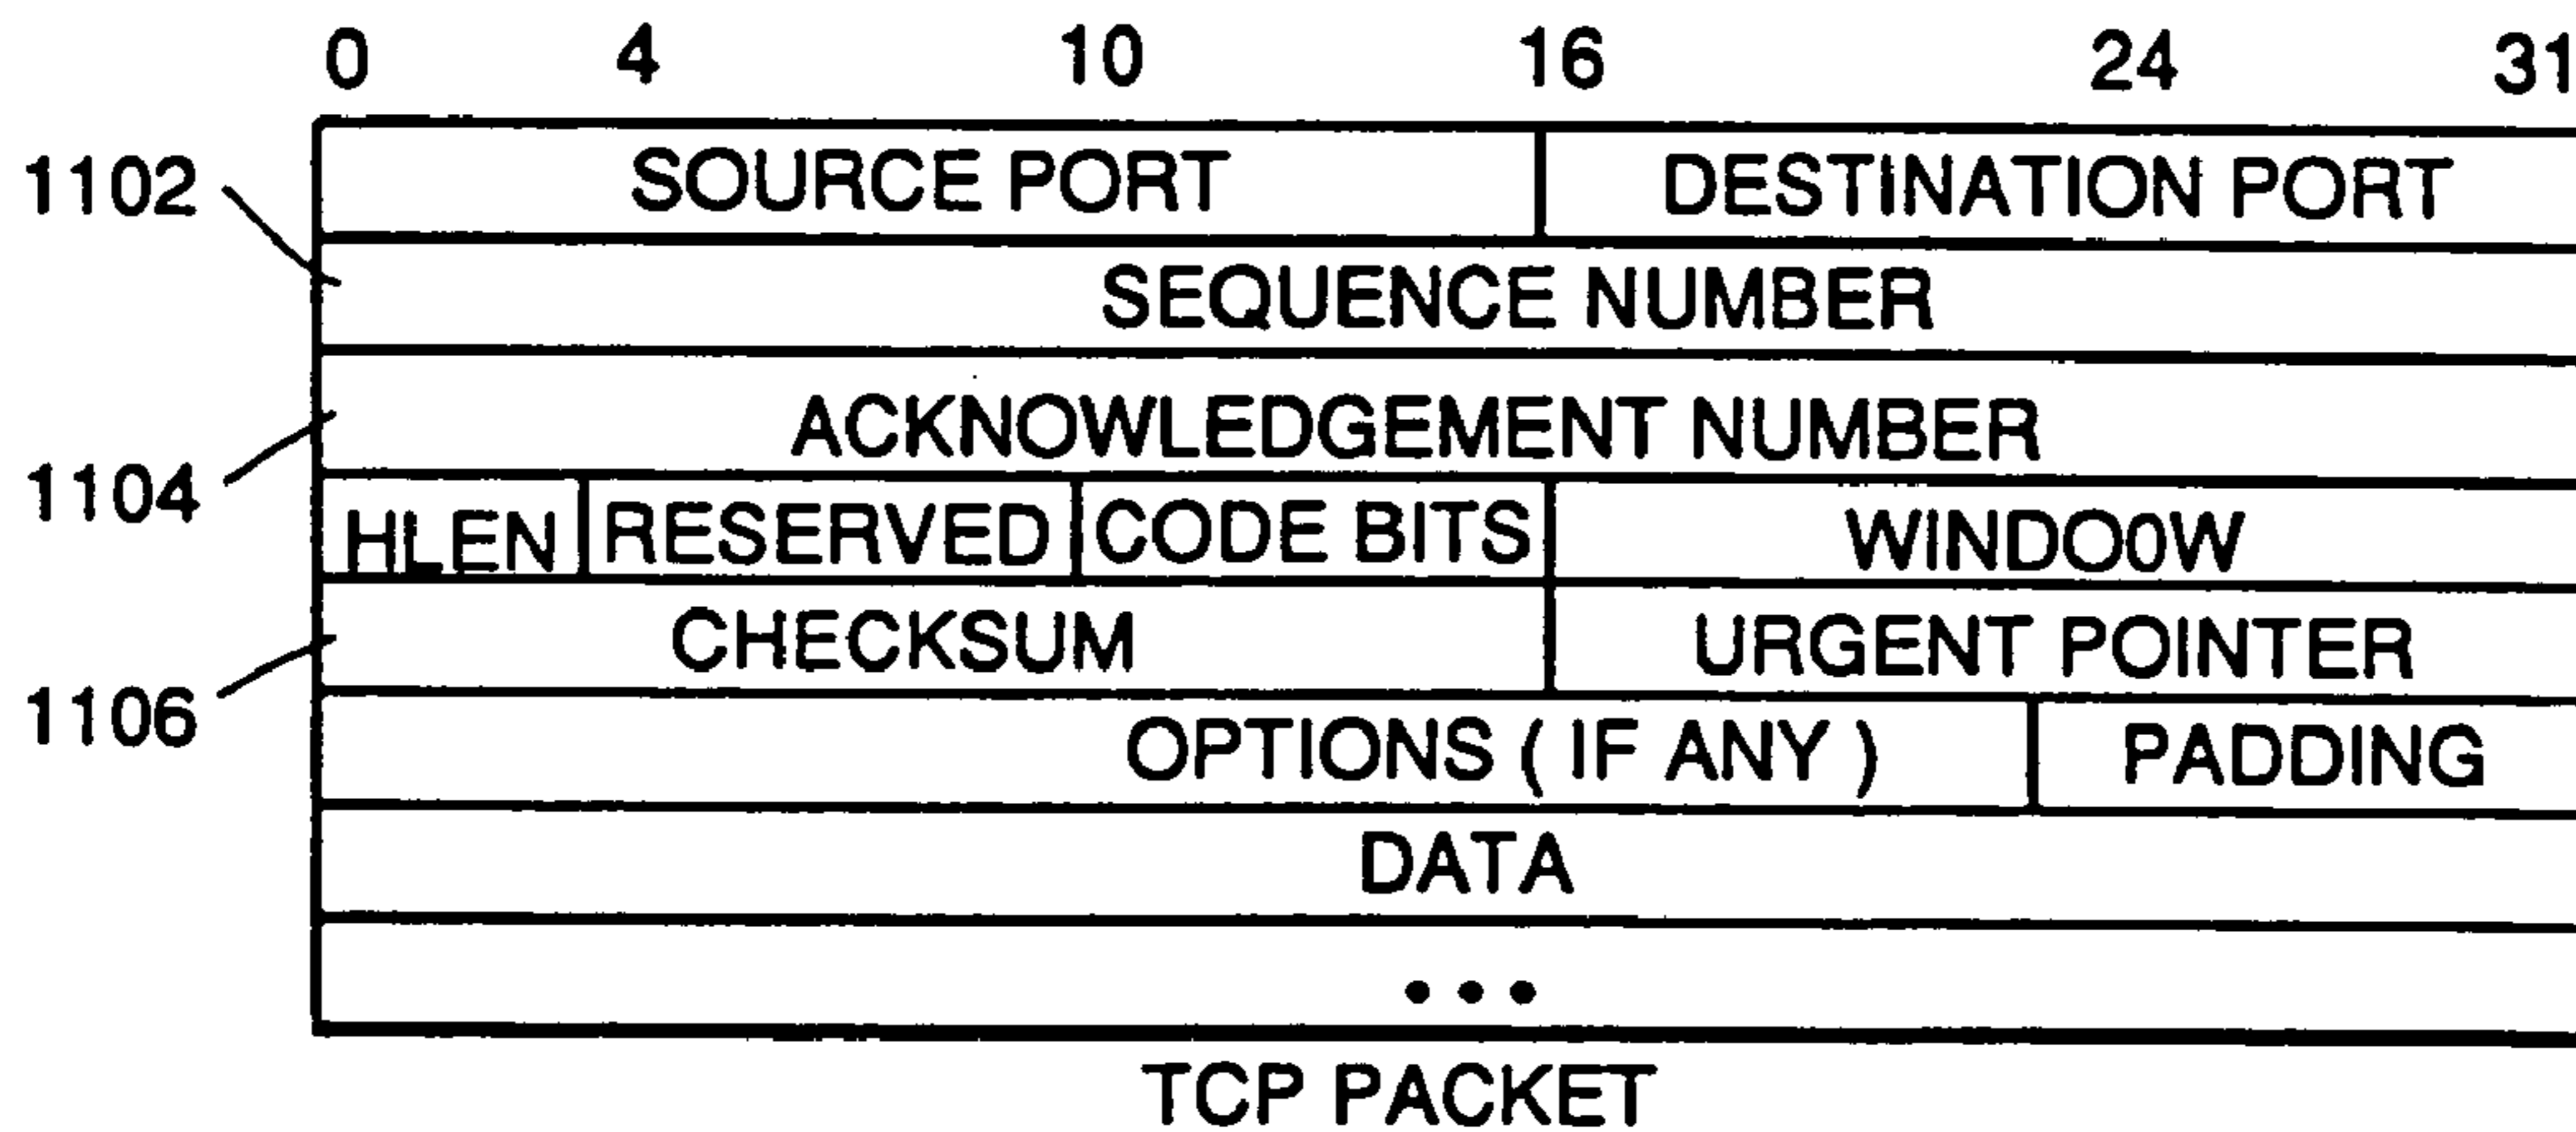 0 4 10 16 24 31
SOURCE PORT DESTINATION PORT
1102
SEQUENCE NUMBER
ACKNOWLEDGEMENT NUMBER
1104
HLEN RESERVED CODE BITS WINDO0W
CHECKSUM URGENT POINTER
1106
OPTIONS ( IF ANY ) PADDING
DATA
...
TCP PACKET